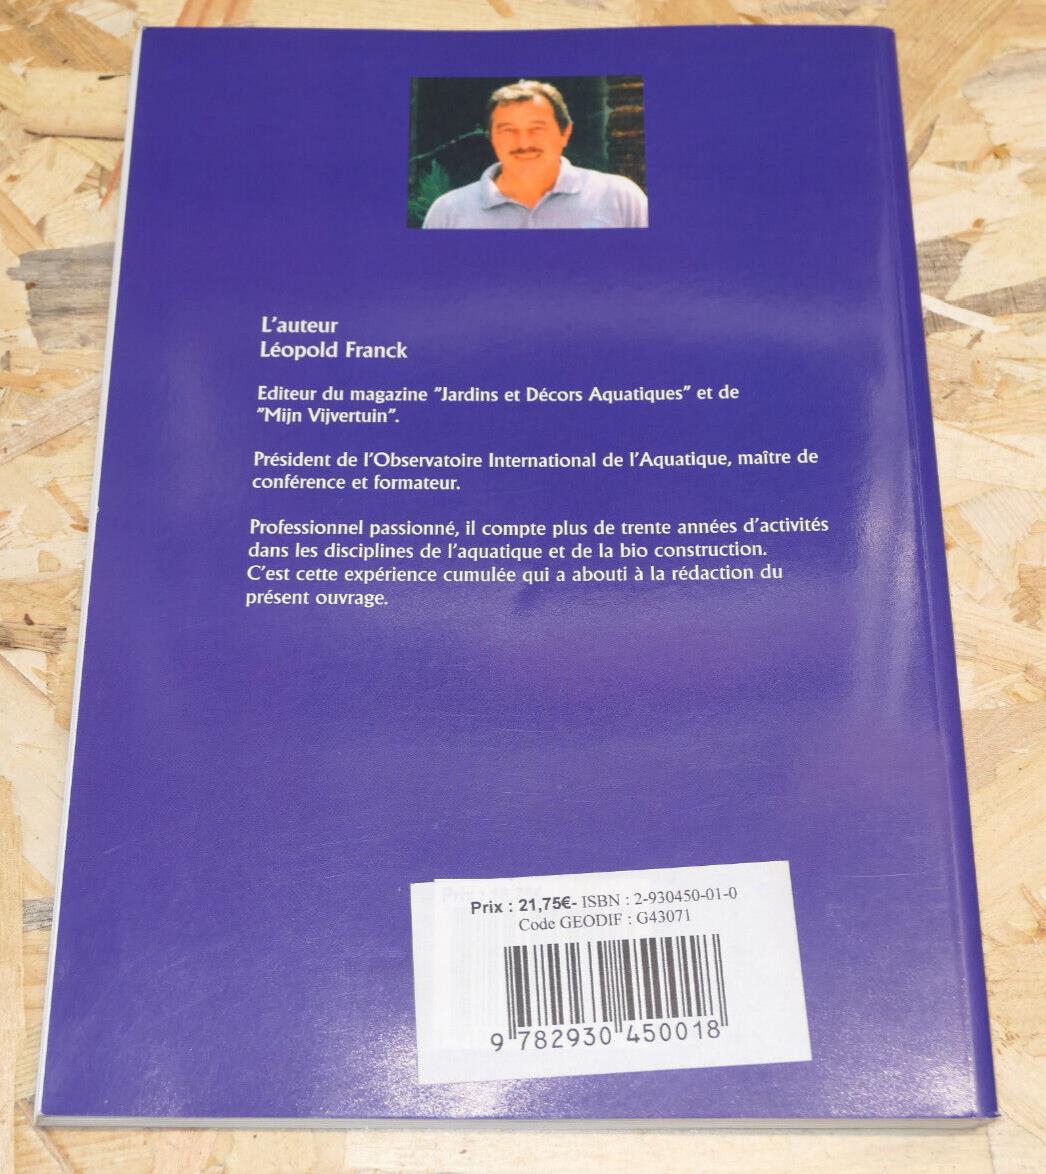 L'auteur
Léopold Franck
Editeur du magazine "Jardins et Décors Aquatiques" et de
"Mijn Vijvertuin".
Président de l'Observatoire International de l'Aquatique, maître de
conférence et formateur.
Professionnel passionné, il compte plus de trente années d'activités
dans les disciplines de l'aquatique et de la bio construction.
C'est cette expérience cumulée qui a abouti à la rédaction du
présent ouvrage.
Prix : 21,75€- ISBN : 2-930450-01-0
Code GEODIF : G43071
9 782930 450018